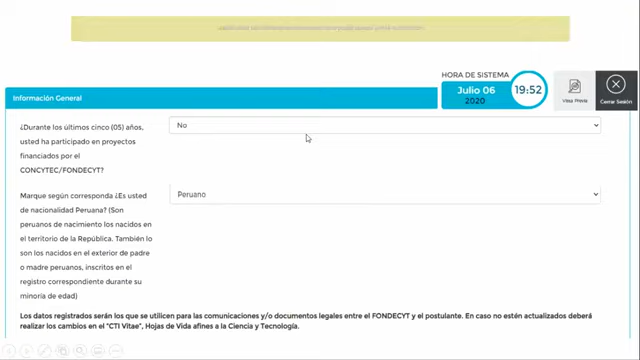 HORA DE SISTEMA
Julio 06
2020
19:52
Vista Previa
Cerrar Sesión
Información General
¿Durante los últimos cinco (05) años,
usted ha participado en proyectos
financiados por el
CONCYTEC/FONDECYT?
No
Marque según corresponda ¿Es usted
de nacionalidad Peruana? (Son
peruanos de nacimiento los nacidos en
el territorio de la República. También lo
son los nacidos en el exterior de padre
o madre peruanos, inscritos en el
registro correspondiente durante su
minoría de edad)
Peruano
Los datos registrados serán los que se utilicen para las comunicaciones y/o documentos legales entre el FONDECYT y el postulante. En caso no estén actualizados deberá
realizar los cambios en el "CTI Vitae", Hojas de Vida afines a la Ciencia y Tecnología.